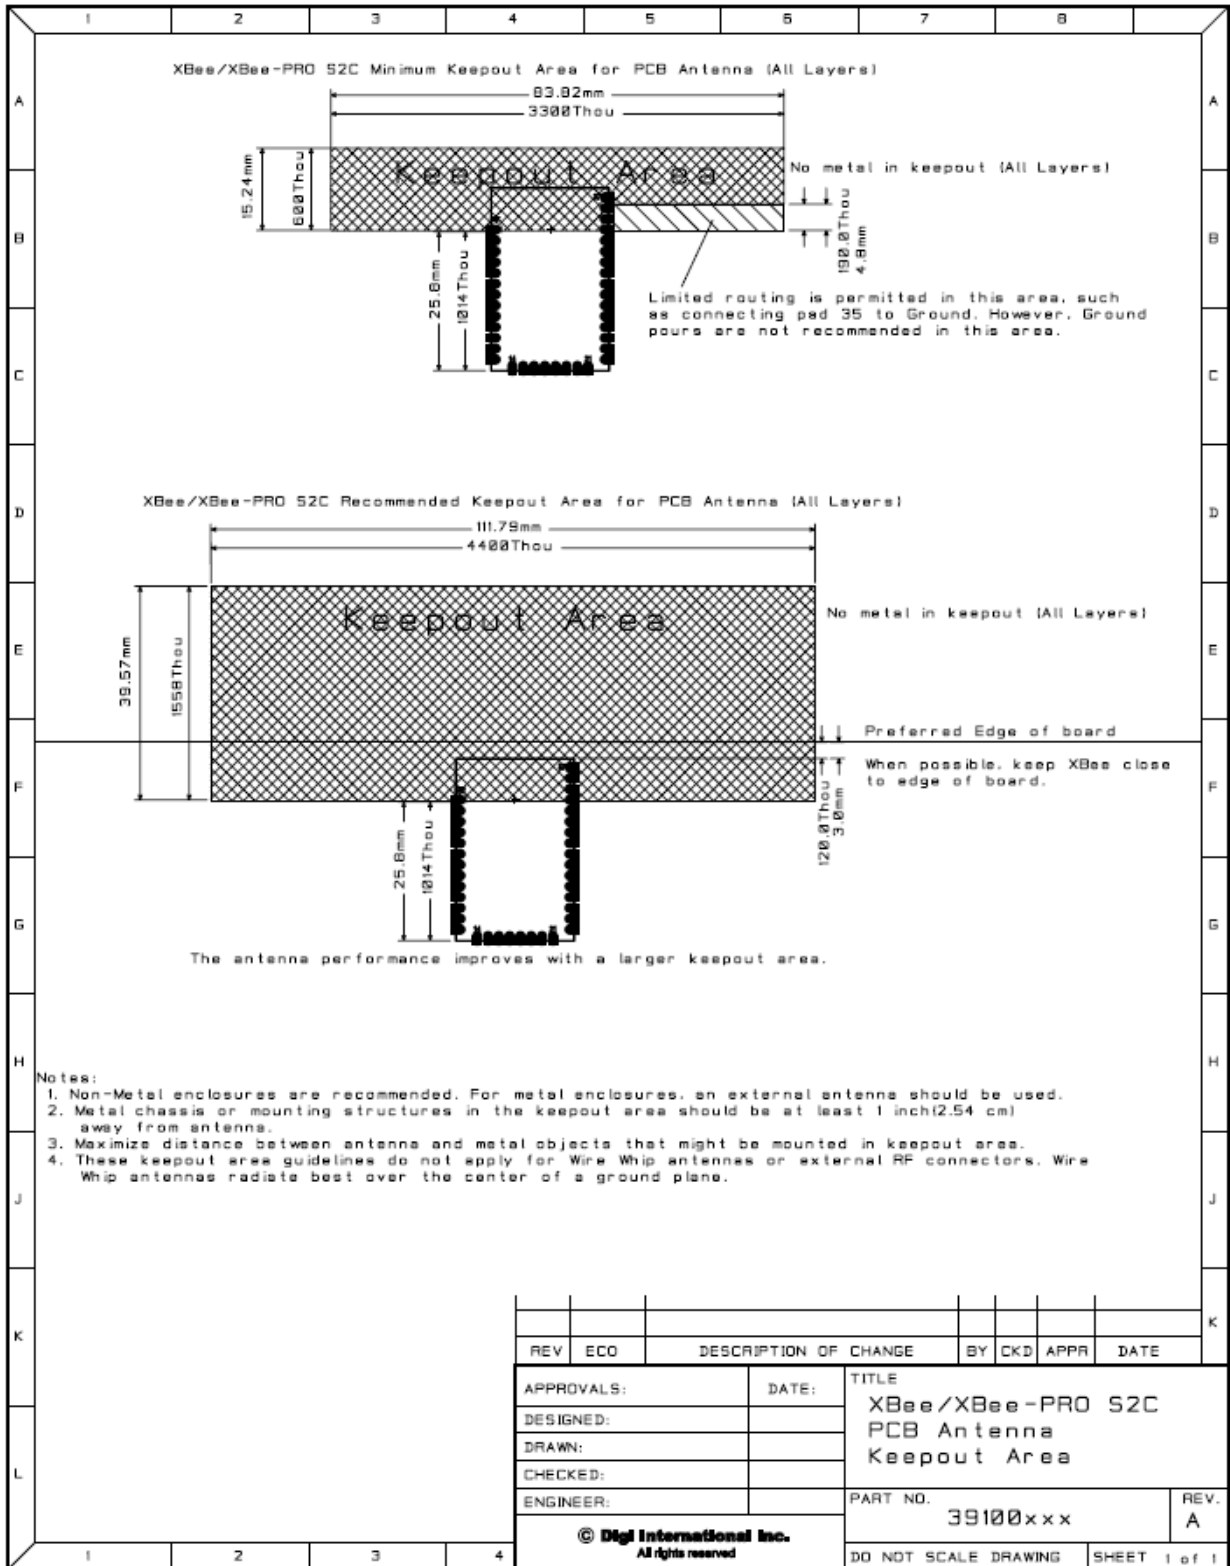 1 2 3 4 5 6 7 8
XBee/XBee-PRO S2C Minimum Keepout Area for PCB Antenna (All Layers)
A
83.82mm
A
3300Thou
15.24mm
600Thou
Keepout Area
No metal in keepout (All Layers)
B
190.0Thou
4.8mm
B
25.8mm
1014Thou
Limited routing is permitted in this area, such
as connecting pad 35 to Ground. However, Ground
pours are not recommended in this area.
C
C
XBee/XBee-PRO S2C Recommended Keepout Area for PCB Antenna (All Layers)
D
D
111.79mm
4400Thou
Keepout Area
No metal in keepout (All Layers)
E
E
39.57mm
1558Thou
Preferred Edge of board
When possible, keep XBee close
to edge of board.
F
F
120.0Thou
3.0mm
25.8mm
1014Thou
G
G
The antenna performance improves with a larger keepout area.
H
H
Notes:
1. Non-Metal enclosures are recommended. For metal enclosures, an external antenna should be used.
2. Metal chassis or mounting structures in the keepout area should be at least 1 inch(2.54 cm)
away from antenna.
3. Maximize distance between antenna and metal objects that might be mounted in keepout area.
4. These keepout area guidelines do not apply for Wire Whip antennas or external RF connectors. Wire
Whip antennas radiate best over the center of a ground plane.
J
J
K
K
REV ECO DESCRIPTION OF CHANGE BY CKD APPR DATE
APPROVALS: DATE:
TITLE
XBee/XBee-PRO S2C
PCB Antenna
Keepout Area
DESIGNED:
DRAWN:
CHECKED:
L
ENGINEER:
PART NO.
39100xxx
REV.
A
© Digi International Inc.
All rights reserved
DO NOT SCALE DRAWING SHEET 1 of 1
1 2 3 4